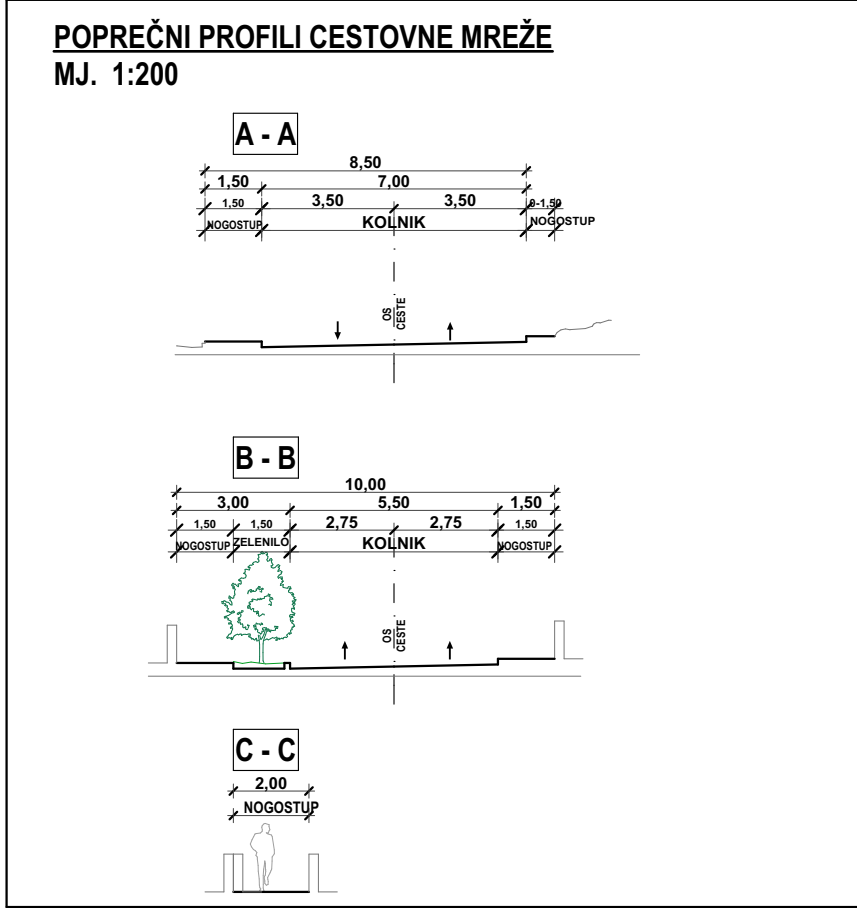 POPREČNI PROFILI CESTOVNE MREŽE
MJ. 1:200
A - A
8,50
1,50 7,00
1,50 3,50 3,50 0-1,50
NOGOSTUP KOLNIK NOGOSTUP
OS
CESTE
B - B
10,00
3,00 5,50 1,50
1,50 1,50 2,75 2,75 1,50
NOGOSTUP ZELENILO KOLNIK NOGOSTUP
OS
CESTE
C - C
2,00
NOGOSTUP